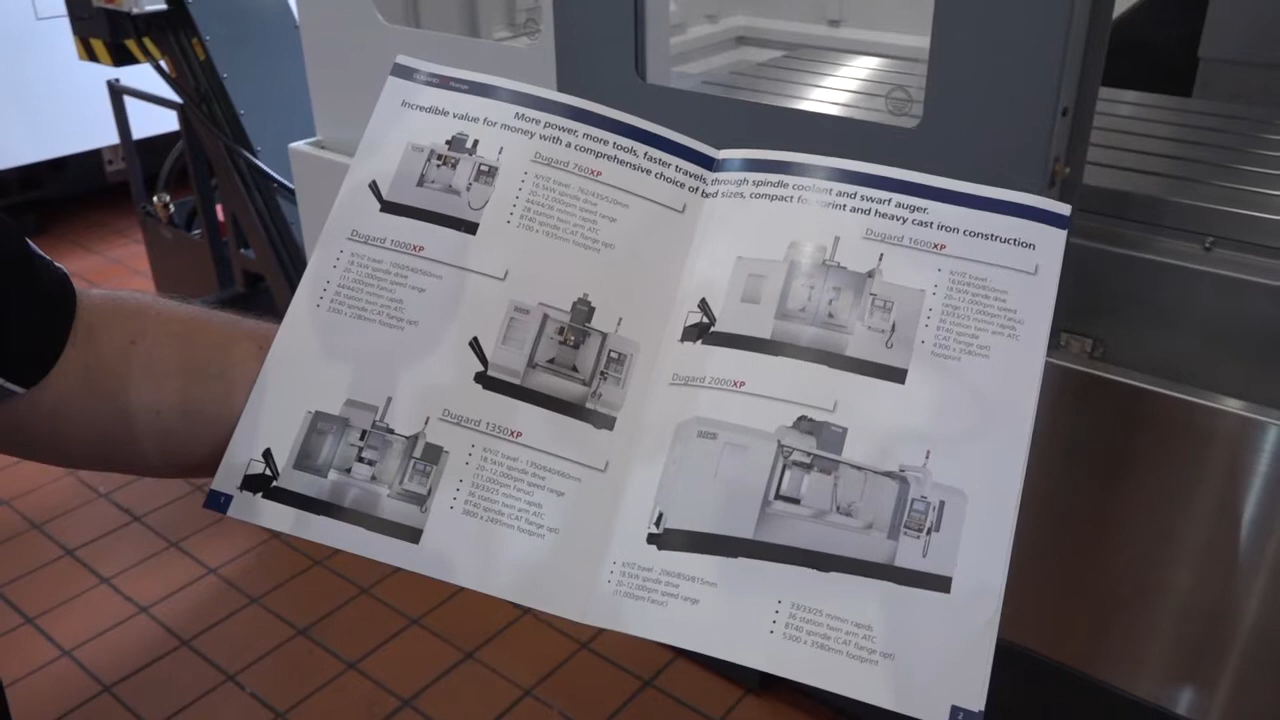 DUGARD Range
More power, more tools, faster travels, through spindle coolant and swarf auger.
Incredible value for money with a comprehensive choice of bed sizes, compact footprint and heavy cast iron construction
Dugard 760XP
• X/Y/Z travel - 762/435/520mm
• 16.5kW spindle drive
• 20~12,000rpm speed range
• 44/44/36 m/min rapids
• 28 station twin arm ATC
• BT40 spindle (CAT flange opt)
• 2100 x 1935mm footprint
Dugard 1000XP
• X/Y/Z travel - 1050/540/560mm
• 18.5kW spindle drive
• 20~12,000rpm speed range
(11,000rpm Fanuc)
• 44/44/25 m/min rapids
• 36 station twin arm ATC
• BT40 spindle (CAT flange opt)
• 3300 x 2280mm footprint
Dugard 1350XP
• X/Y/Z travel - 1350/640/660mm
• 18.5kW spindle drive
• 20~12,000rpm speed range
(11,000rpm Fanuc)
• 33/33/25 m/min rapids
• 36 station twin arm ATC
• BT40 spindle (CAT flange opt)
• 3800 x 2495mm footprint
1
Dugard 1600XP
• X/Y/Z travel -
1630/850/850mm
• 18.5kW spindle drive
• 20~12,000rpm speed
range (11,000rpm Fanuc)
• 33/33/25 m/min rapids
• 36 station twin arm ATC
• BT40 spindle
(CAT flange opt)
• 4300 x 3580mm
footprint
Dugard 2000XP
• X/Y/Z travel - 2060/850/815mm
• 18.5kW spindle drive
• 20~12,000rpm speed range
(11,000rpm Fanuc)
• 33/33/25 m/min rapids
• 36 station twin arm ATC
• BT40 spindle (CAT flange opt)
• 5300 x 3580mm footprint
2